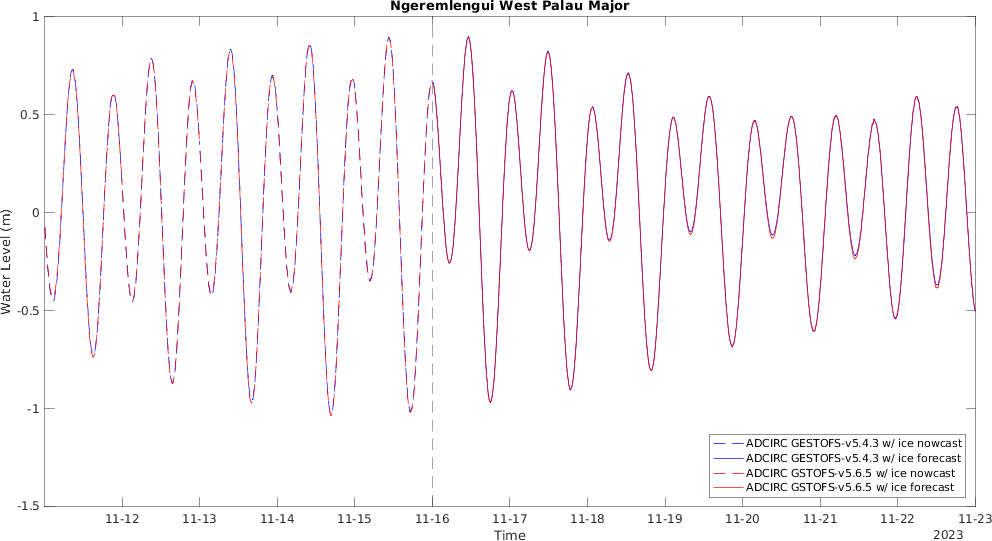 Ngeremlengui West Palau Major
1
0.5
0
-0.5
-1
-1.5
Water Level (m)
11-12
11-13
11-14
11-15
11-16
11-17
11-18
11-19
11-20
11-21
11-22
11-23
Time
2023
ADCIRC GESTOFS-v5.4.3 w/ ice nowcast
ADCIRC GESTOFS-v5.4.3 w/ ice forecast
ADCIRC GSTOFS-v5.6.5 w/ ice nowcast
ADCIRC GSTOFS-v5.6.5 w/ ice forecast